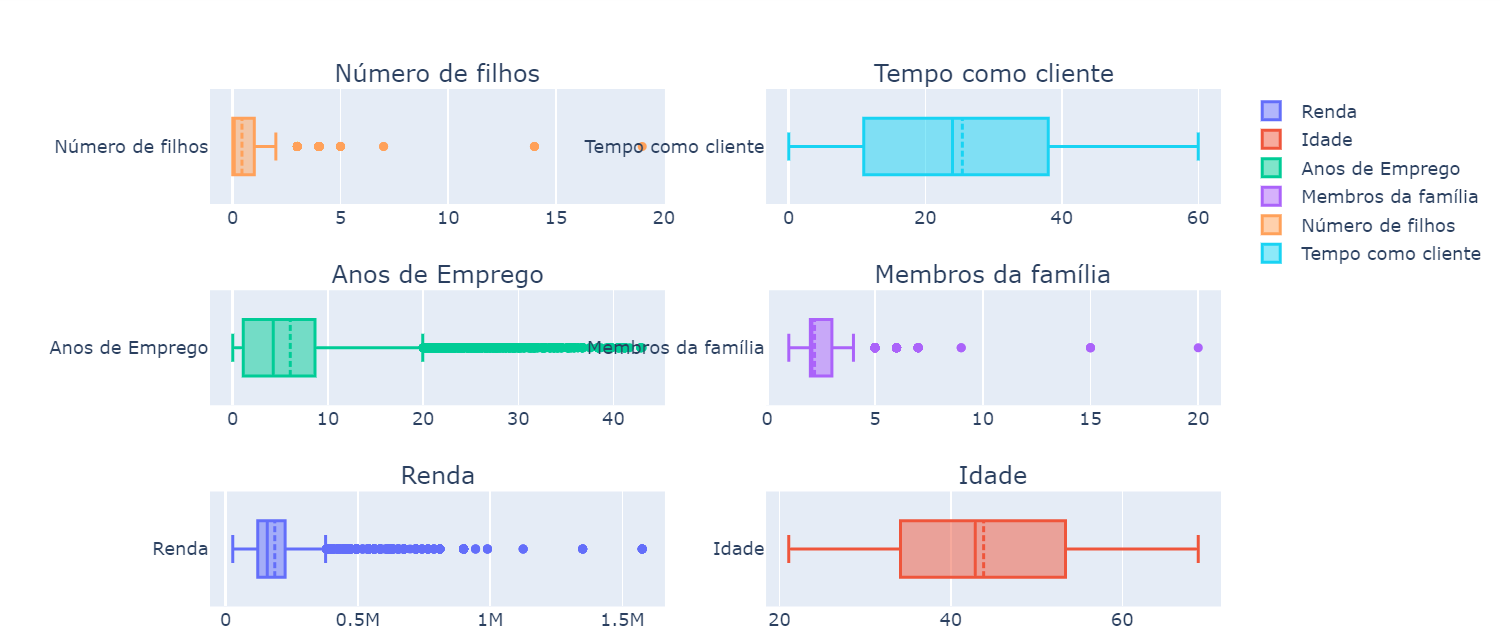 Número de filhos
Tempo como cliente
Número de filhos
Tempo como cliente
0 5 10 15 20
0 20 40 60
Renda
Idade
Anos de Emprego
Membros da família
Número de filhos
Tempo como cliente
Anos de Emprego
Membros da família
Anos de Emprego
Membros da família
0 10 20 30 40
0 5 10 15 20
Renda
Idade
Renda
Idade
0 0.5M 1M 1.5M
20 40 60